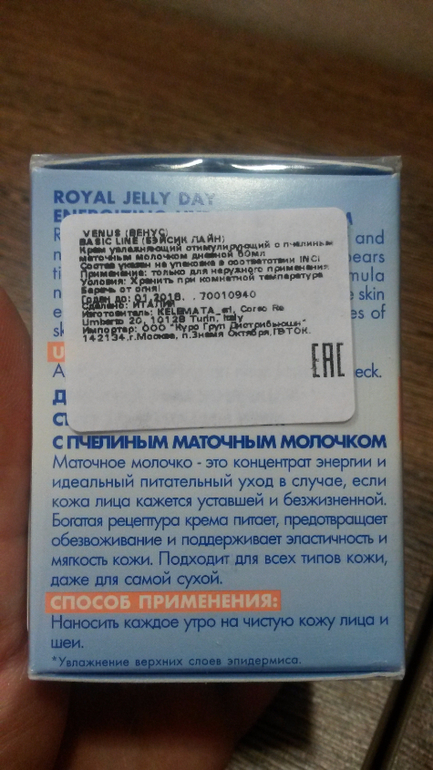 ROYAL JELLY DAY
VENUS (ВЕНУС)
BASIC LINE (БЭЙСИК ЛАЙН)
Крем увлажняющий стимулирующий с пчелиным
маточным молочком дневной 50мл
and
Состав указан на упаковке в соответствии INCI
Применение: только для наружного применения
Условия: Хранить при комнатной температуре
Беречь от огня!
skin
Годен до: 01.2018. . 70010940
Сделано: ИТАЛИЯ
es of
Изготовитель: KELEMATA srl, Corso Re
Umberto 20, 10128 Turin, Italy
Импортер: ООО "Куро Груп Дистрибьюшн"
142134,г.Москва, п.Знамя Октября,
EAC
С ПЧЕЛИНЫМ МАТОЧНЫМ МОЛОЧКОМ
Маточное молочко - это концентрат энергии и
идеальный питательный уход в случае, если
кожа лица кажется уставшей и безжизненной.
Богатая рецептура крема питает, предотвращает
обезвоживание и поддерживает эластичность и
мягкость кожи. Подходит для всех типов кожи,
даже для самой сухой.
СПОСОБ ПРИМЕНЕНИЯ:
Наносить каждое утро на чистую кожу лица и
шеи.
*Увлажнение верхних слоев эпидермиса.